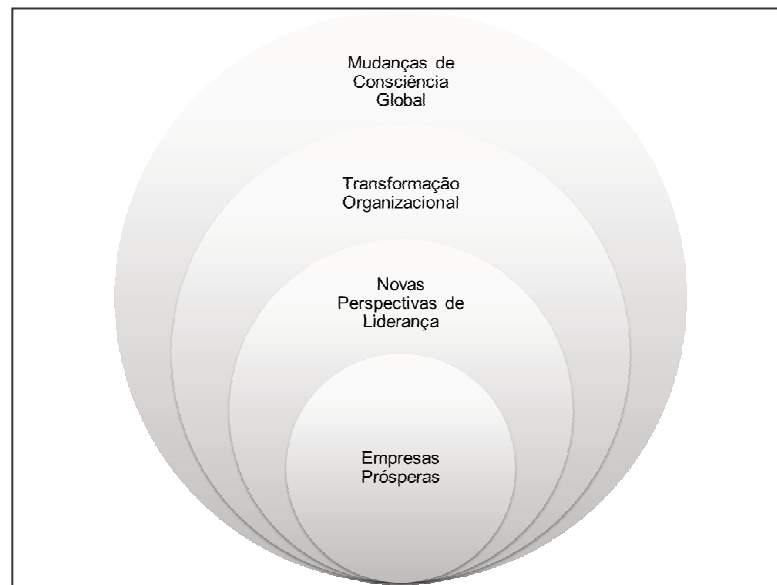 Mudanças de
Consciência
Global
Transformação
Organizacional
Novas
Perspectivas de
Liderança
Empresas
Prósperas